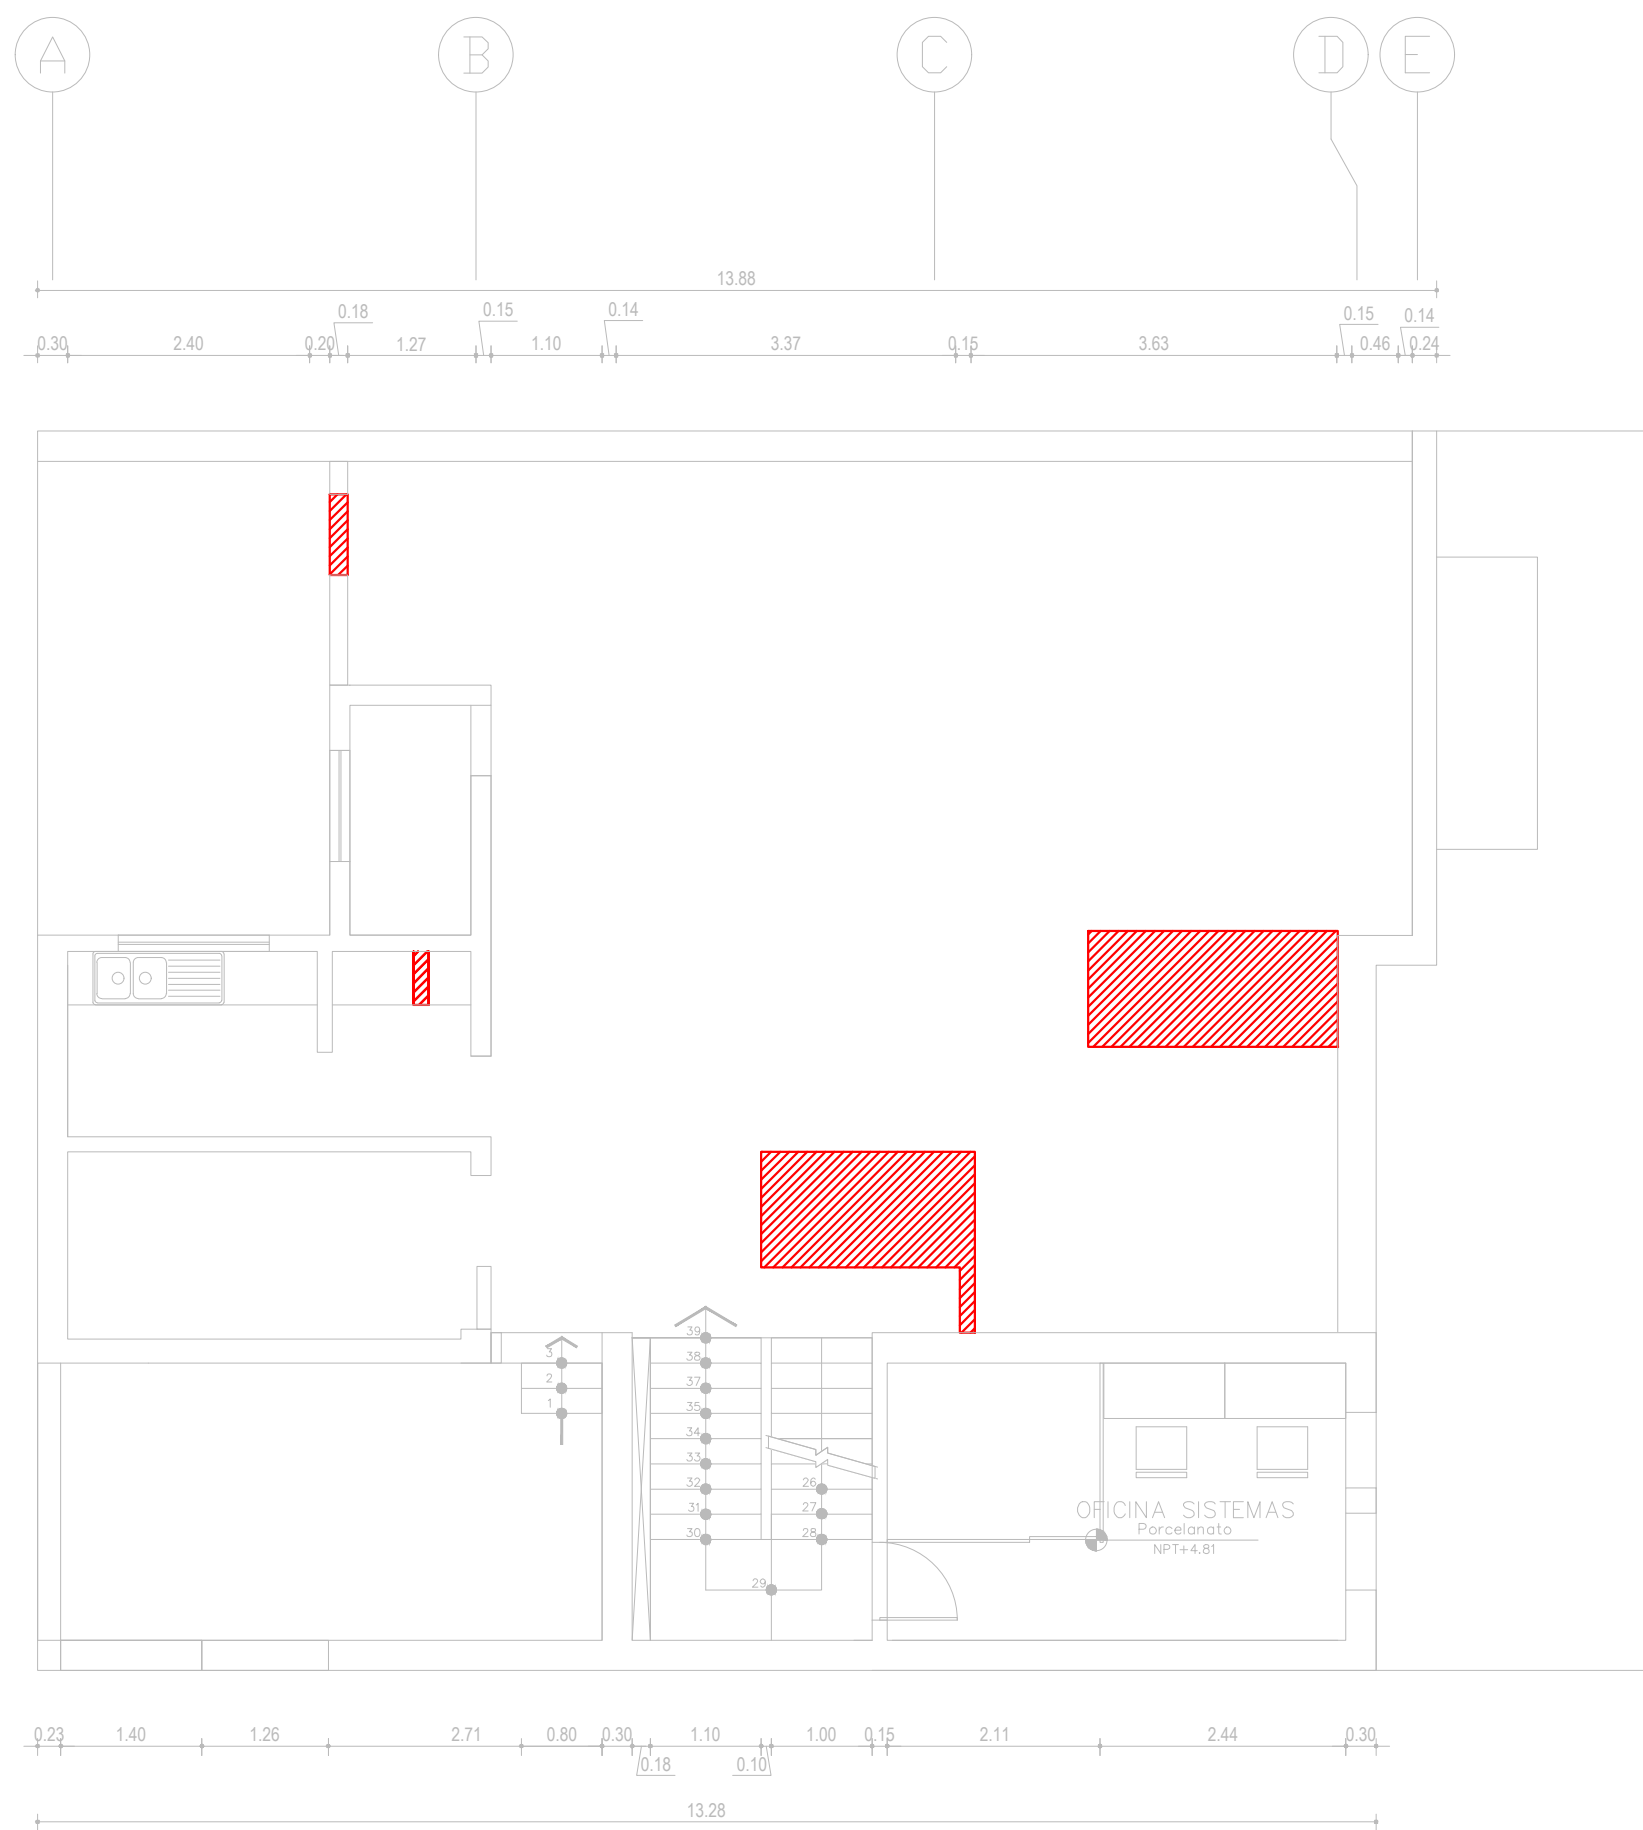 A B C D E
13.88
0.18 0.15 0.14 0.15 0.14
0.30 2.40 0.20 1.27 1.10 3.37 0.15 3.63 0.46 0.24
39
3
38
2
37
1
35
34
33
32
26
31
27
30
28
29
OFICINA SISTEMAS
Porcelanato
NPT+4.81
0.23 1.40 1.26 2.71 0.80 0.30 1.10 1.00 0.15 2.11 2.44 0.30
0.18 0.10
13.28